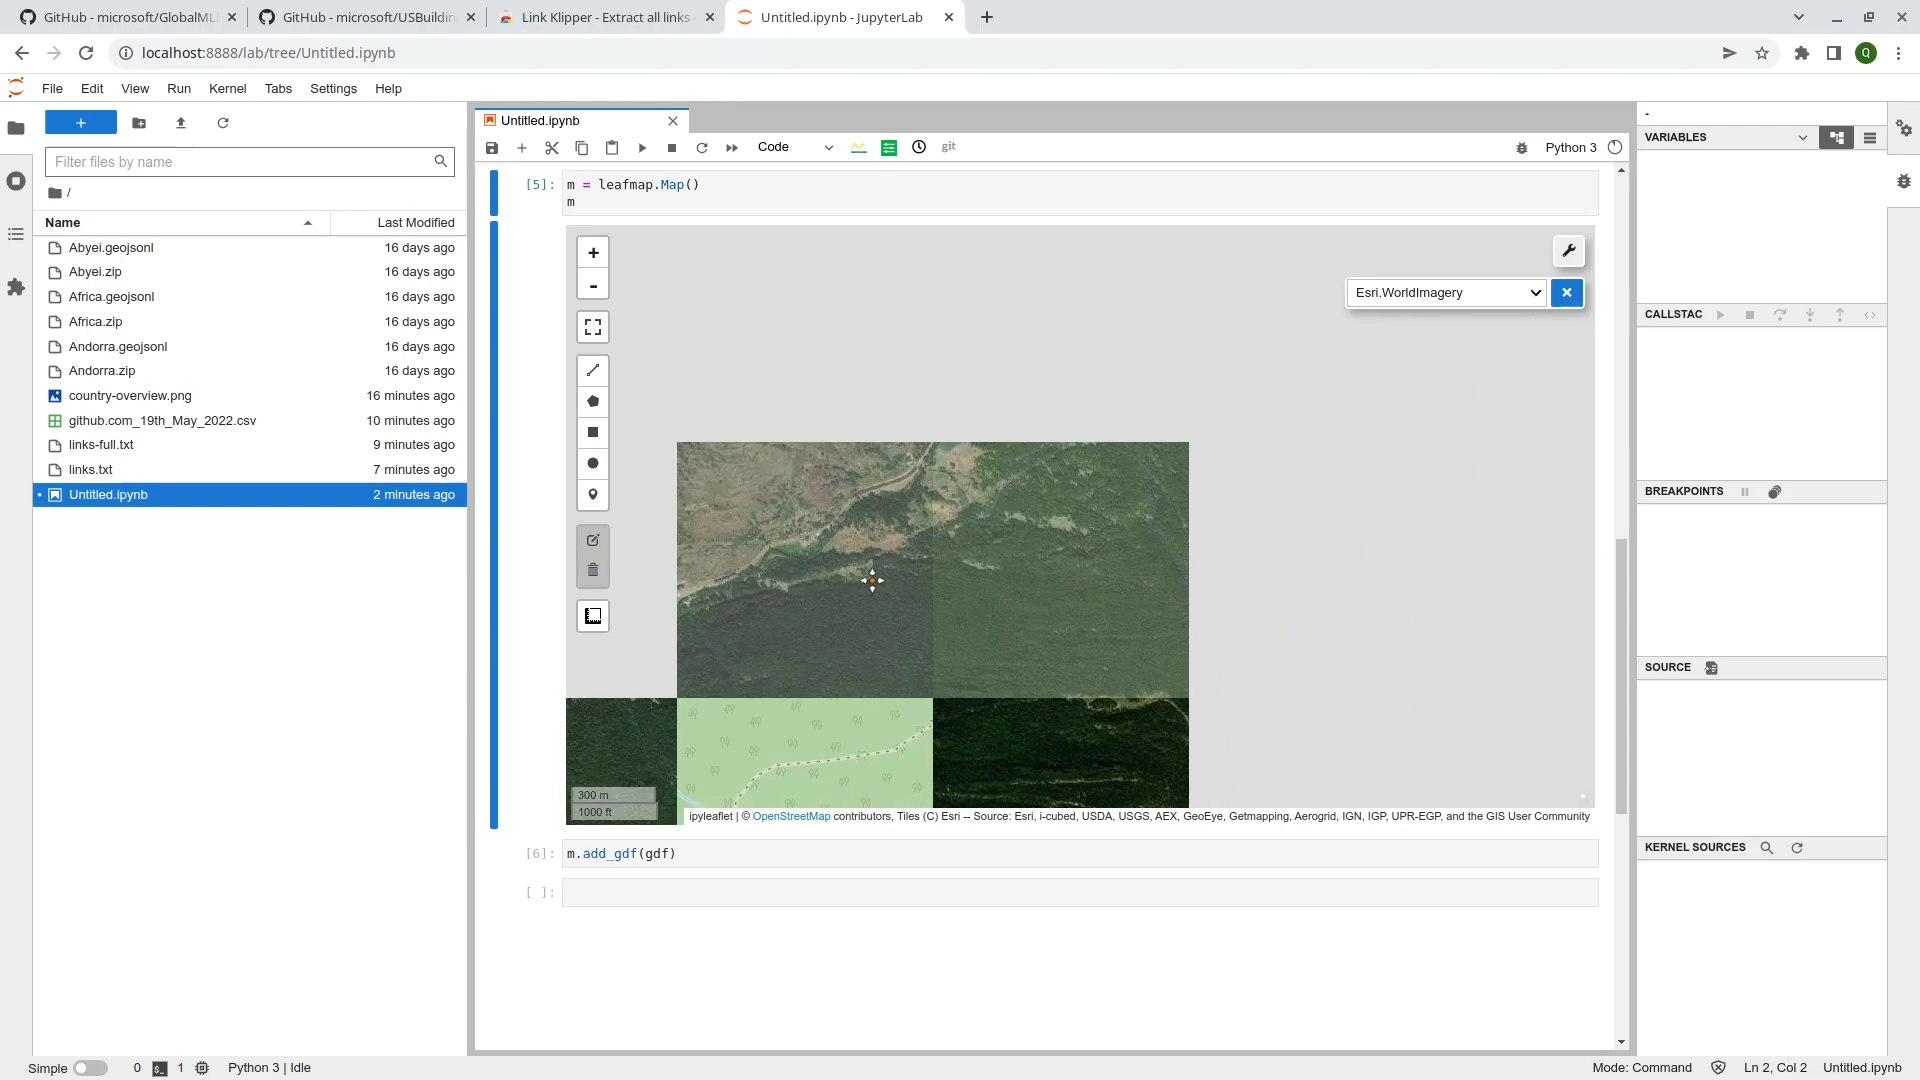 GitHub - microsoft/GlobalML
GitHub - microsoft/USBuildin
Link Klipper - Extract all links -
Untitled.ipynb - JupyterLab
localhost:8888/lab/tree/Untitled.ipynb
Q
File Edit View Run Kernel Tabs Settings Help
+
Filter files by name
/
Name Last Modified
Abyei.geojsonl 16 days ago
Abyei.zip 16 days ago
Africa.geojsonl 16 days ago
Africa.zip 16 days ago
Andorra.geojsonl 16 days ago
Andorra.zip 16 days ago
country-overview.png 16 minutes ago
github.com_19th_May_2022.csv 10 minutes ago
links-full.txt 9 minutes ago
links.txt 7 minutes ago
Untitled.ipynb 2 minutes ago
Untitled.ipynb
Code git Python 3
[5]: m = leafmap.Map()
m
+
-
Esri.WorldImagery
300 m
1000 ft
ipyleaflet | © OpenStreetMap contributors, Tiles (C) Esri -- Source: Esri, i-cubed, USDA, USGS, AEX, GeoEye, Getmapping, Aerogrid, IGN, IGP, UPR-EGP, and the GIS User Community
[6]: m.add_gdf(gdf)
[ ]:
-
VARIABLES
CALLSTAC
BREAKPOINTS
SOURCE
KERNEL SOURCES
Simple 0 $_ 1 Python 3 | Idle Mode: Command Ln 2, Col 2 Untitled.ipynb